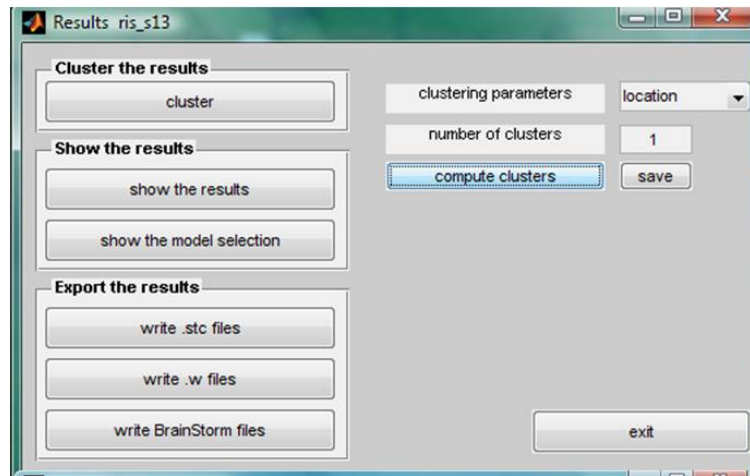 Results ris_s13
Cluster the results
cluster
Show the results
show the results
show the model selection
Export the results
write .stc files
write .w files
write BrainStorm files
clustering parameters location
number of clusters 1
compute clusters save
exit